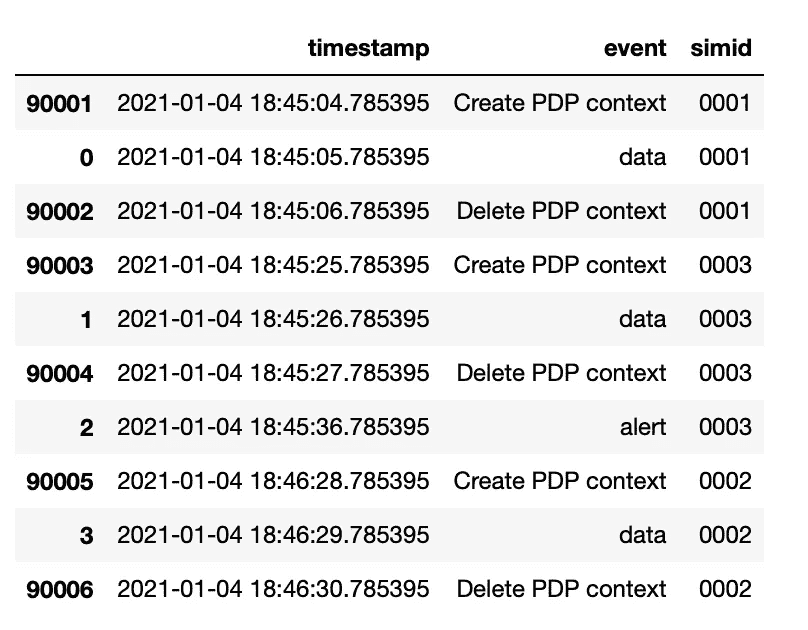 timestamp event simid
90001 2021-01-04 18:45:04.785395 Create PDP context 0001
0 2021-01-04 18:45:05.785395 data 0001
90002 2021-01-04 18:45:06.785395 Delete PDP context 0001
90003 2021-01-04 18:45:25.785395 Create PDP context 0003
1 2021-01-04 18:45:26.785395 data 0003
90004 2021-01-04 18:45:27.785395 Delete PDP context 0003
2 2021-01-04 18:45:36.785395 alert 0003
90005 2021-01-04 18:46:28.785395 Create PDP context 0002
3 2021-01-04 18:46:29.785395 data 0002
90006 2021-01-04 18:46:30.785395 Delete PDP context 0002